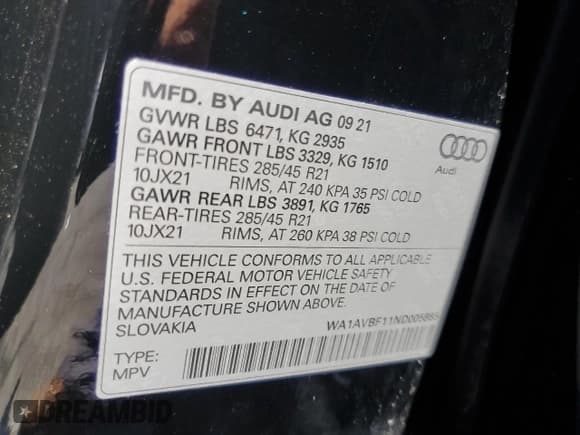 MFD. BY AUDI AG 09 21
GVWR LBS 6471, KG 2935
GAWR FRONT LBS 3329, KG 1510
FRONT-TIRES 285/45 R21
10JX21 RIMS, AT 240 KPA 35 PSI COLD
GAWR REAR LBS 3891, KG 1765
REAR-TIRES 285/45 R21
10JX21 RIMS, AT 260 KPA 38 PSI COLD
Audi
THIS VEHICLE CONFORMS TO ALL APPLICABLE
U.S. FEDERAL MOTOR VEHICLE SAFETY
STANDARDS IN EFFECT ON THE DATE OF
MANUFACTURE SHOWN ABOVE.
SLOVAKIA
TYPE:
MPV
DREAMBID